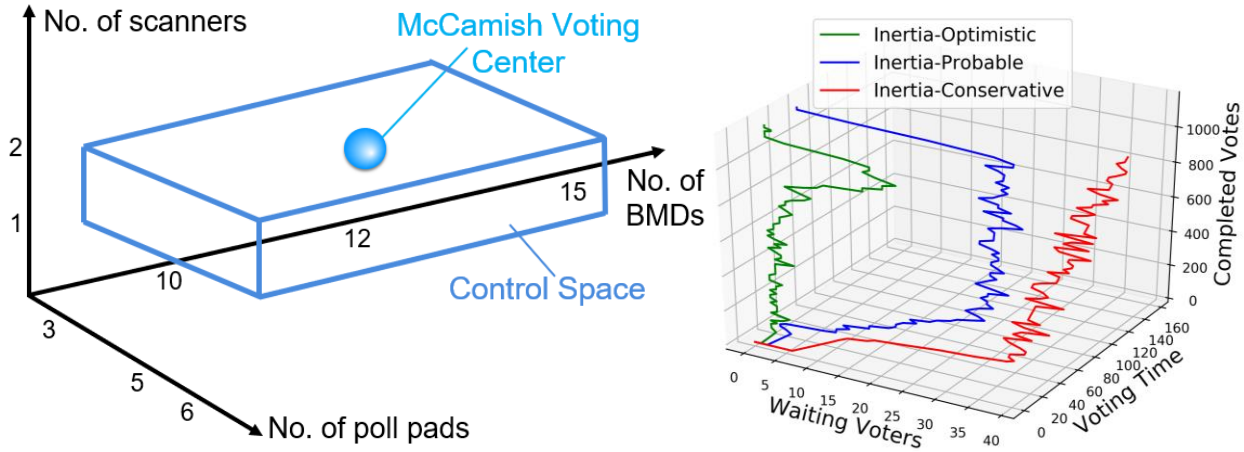 No. of scanners
McCamish Voting
Center
2
1
15
No. of
BMDs
12
10
Control Space
3
5
6
No. of poll pads
Inertia-Optimistic
Inertia-Probable
Inertia-Conservative
1000
800
600
400
200
0
Completed Votes
160
140
120
100
80
60
40
20
0
Voting Time
0
5
10
15
20
25
30
35
40
Waiting Voters